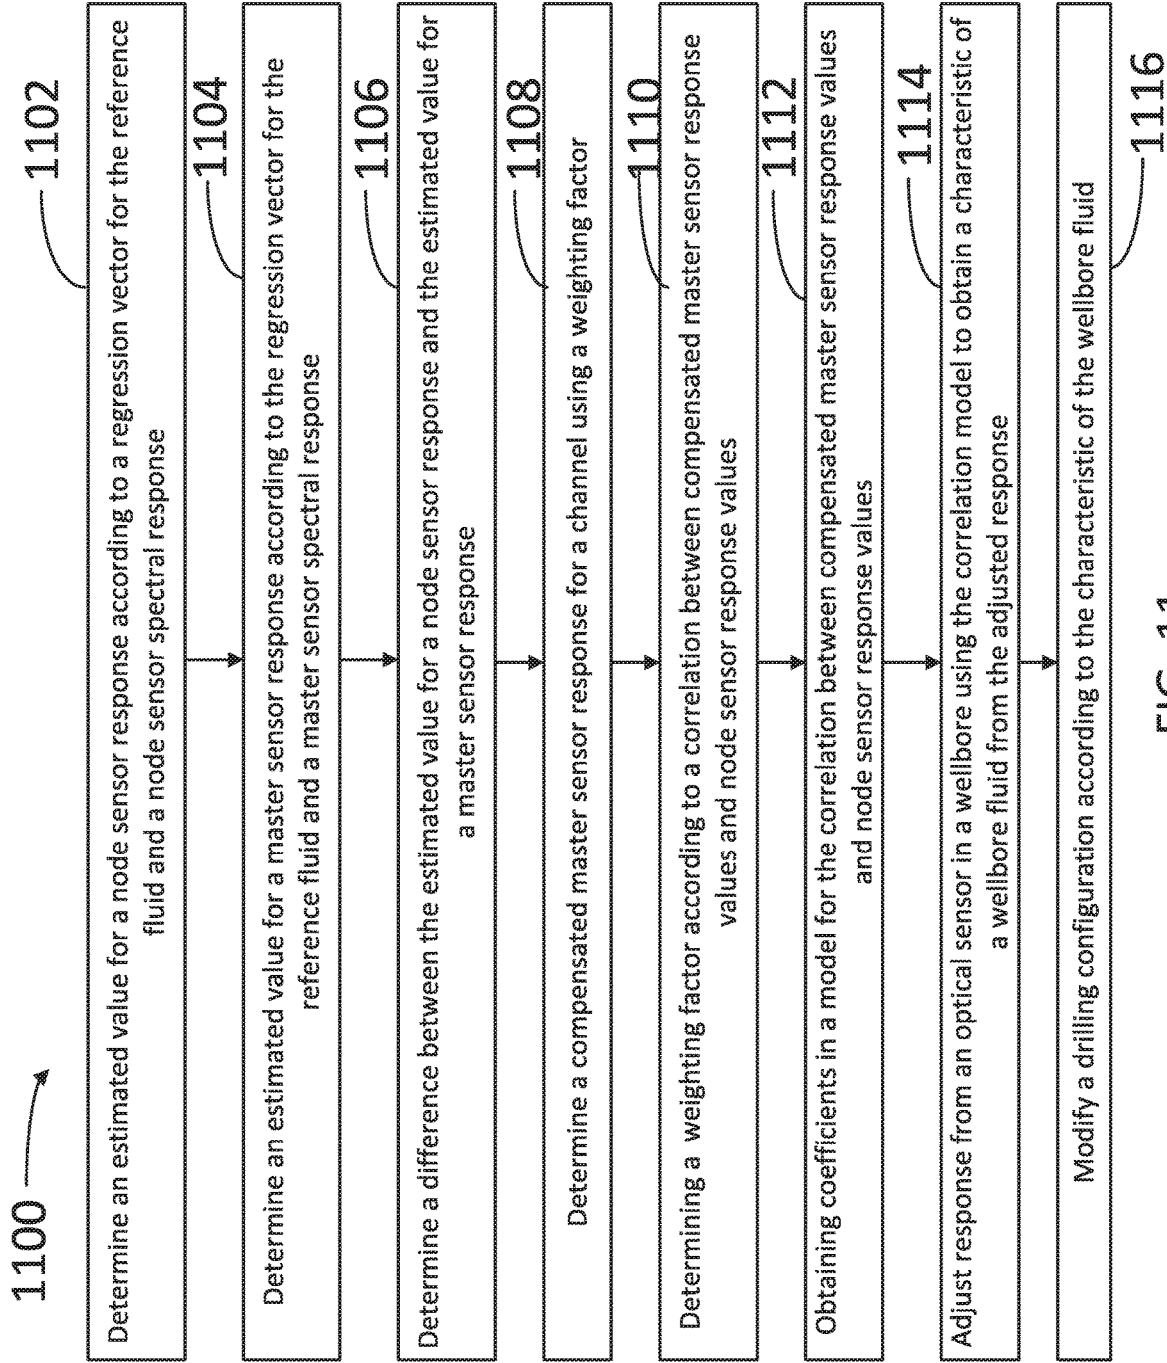 1100
1102
Determine an estimated value for a node sensor response according to a regression vector for the reference
fluid and a node sensor spectral response
1104
Determine an estimated value for a master sensor response according to the regression vector for the
reference fluid and a master sensor spectral response
1106
Determine a difference between the estimated value for a node sensor response and the estimated value for
a master sensor response
1108
Determine a compensated master sensor response for a channel using a weighting factor
1110
Determining a weighting factor according to a correlation between compensated master sensor response
values and node sensor response values
1112
Obtaining coefficients in a model for the correlation between compensated master sensor response values
and node sensor response values
1114
Adjust response from an optical sensor in a wellbore using the correlation model to obtain a characteristic of
a wellbore fluid from the adjusted response
1116
Modify a drilling configuration according to the characteristic of the wellbore fluid
FIG. 11